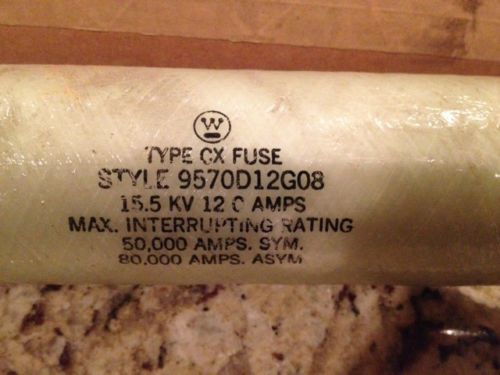 W
TYPE CX FUSE
STYLE 9570D12G08
15.5 KV 12 C AMPS
MAX. INTERRUPTING RATING
50,000 AMPS. SYM.
80,000 AMPS. ASYM